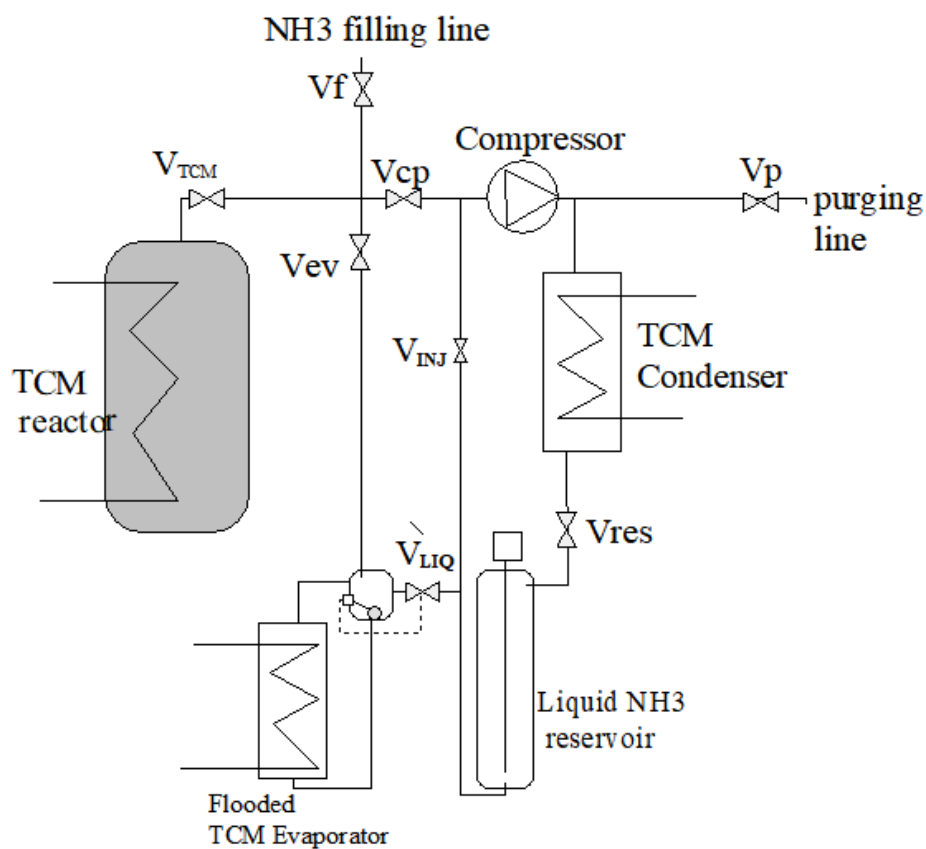 NH3 filling line
Vf
Compressor
VTCM
Vcp
Vp
purging
line
Vev
VINJ
TCM
Condenser
TCM
reactor
Vres
VLIQ
Liquid NH3
reservoir
Flooded
TCM Evaporator